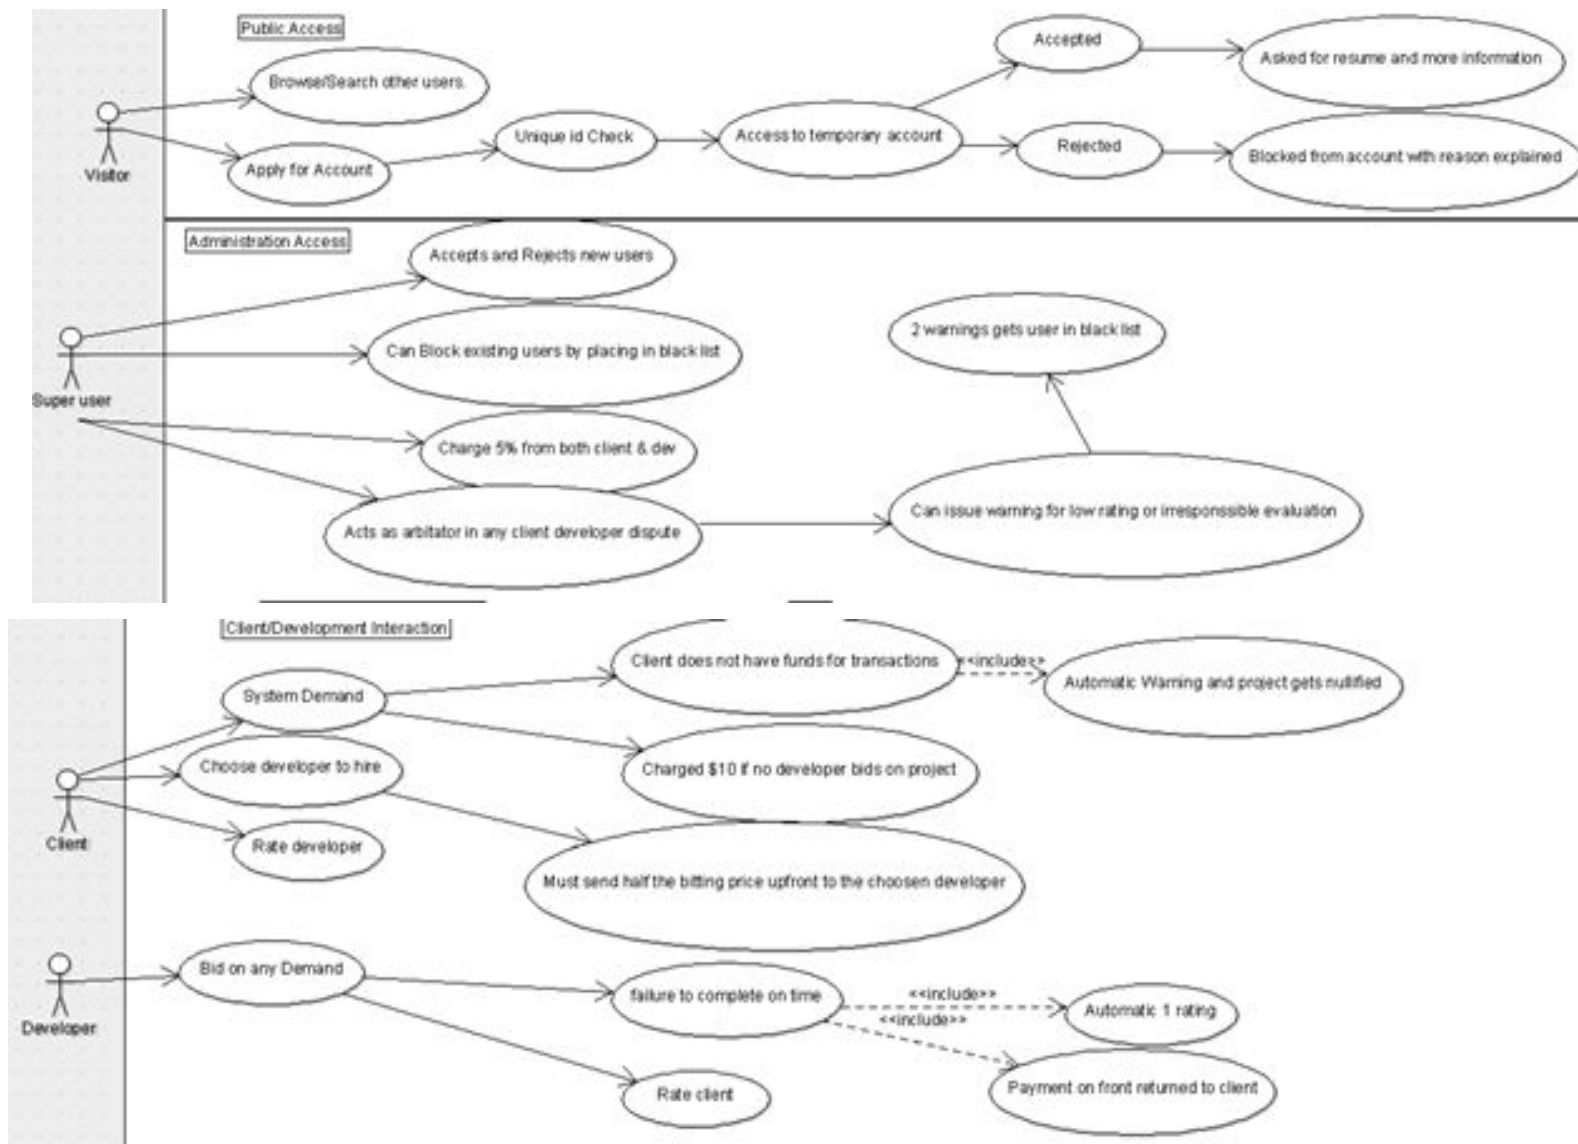 Public Access
Browse/Search other users.
Visitor
Apply for Account
Unique id Check
Access to temporary account
Accepted
Asked for resume and more information
Rejected
Blocked from account with reason explained
Administration Access
Accepts and Rejects new users
Can Block existing users by placing in black list
Super user
Charge 5% from both client & dev
Acts as arbitator in any client developer dispute
2 warnings gets user in black list
Can issue warning for low rating or irresponssible evaluation
Client/Development Interaction
System Demand
Client does not have funds for transactions
<<include>>
Automatic Warning and project gets nullified
Choose developer to hire
Charged $10 if no developer bids on project
Client
Rate developer
Must send half the bitting price upfront to the choosen developer
Developer
Bid on any Demand
failure to complete on time
<<include>>
<<include>>
Automatic 1 rating
Rate client
Payment on front returned to client